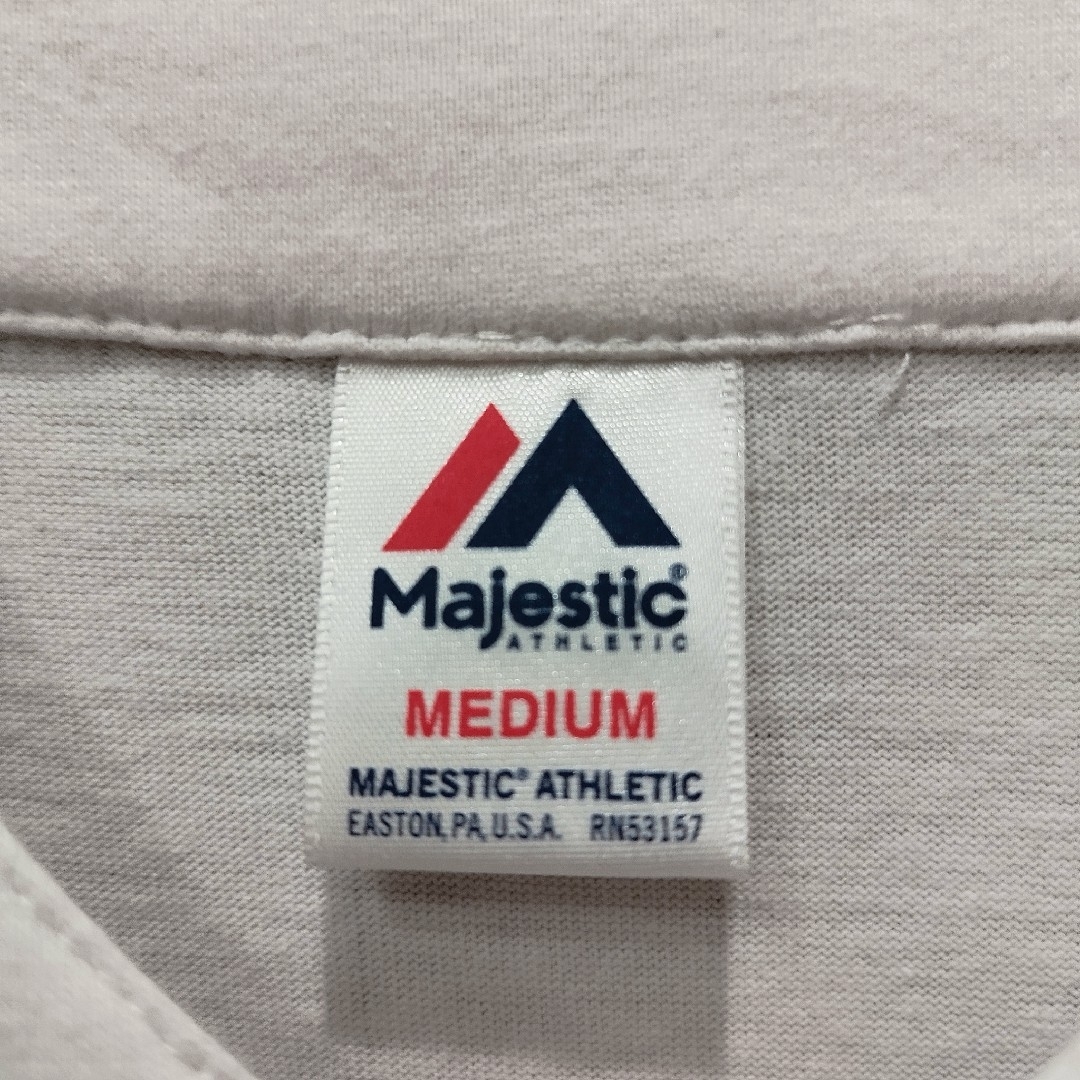 Majestic®
ATHLETIC
MEDIUM
MAJESTIC® ATHLETIC
EASTON, PA, U.S.A. RN53157